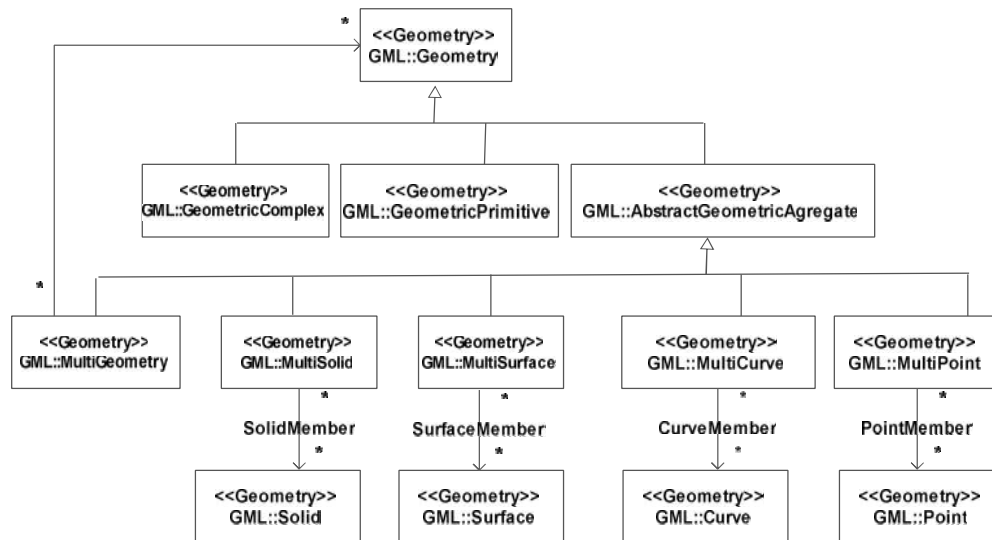 *
<<Geometry>>
GML::Geometry
<<Geometry>>
GML::GeometricComplex
<<Geometry>>
GML::GeometricPrimitive
<<Geometry>>
GML::AbstractGeometricAgregate
*
<<Geometry>>
GML::MultiGeometry
<<Geometry>>
GML::MultiSolid
<<Geometry>>
GML::MultiSurface
<<Geometry>>
GML::MultiCurve
<<Geometry>>
GML::MultiPoint
* * * *
SolidMember SurfaceMember CurveMember PointMember
* * * *
<<Geometry>>
GML::Solid
<<Geometry>>
GML::Surface
<<Geometry>>
GML::Curve
<<Geometry>>
GML::Point